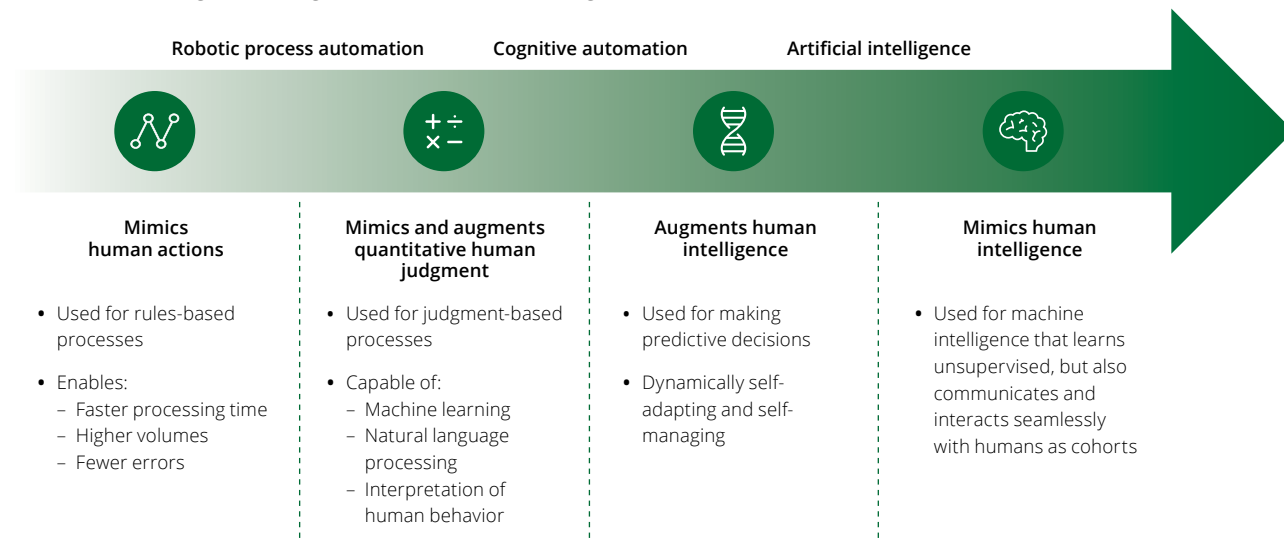 Robotic process automation
Cognitive automation
Artificial intelligence
Mimics
human actions
• Used for rules-based
processes
• Enables:
– Faster processing time
– Higher volumes
– Fewer errors
Mimics and augments
quantitative human
judgment
• Used for judgment-based
processes
• Capable of:
– Machine learning
– Natural language
processing
– Interpretation of
human behavior
Augments human
intelligence
• Used for making
predictive decisions
• Dynamically self-
adapting and self-
managing
Mimics human
intelligence
• Used for machine
intelligence that learns
unsupervised, but also
communicates and
interacts seamlessly
with humans as cohorts